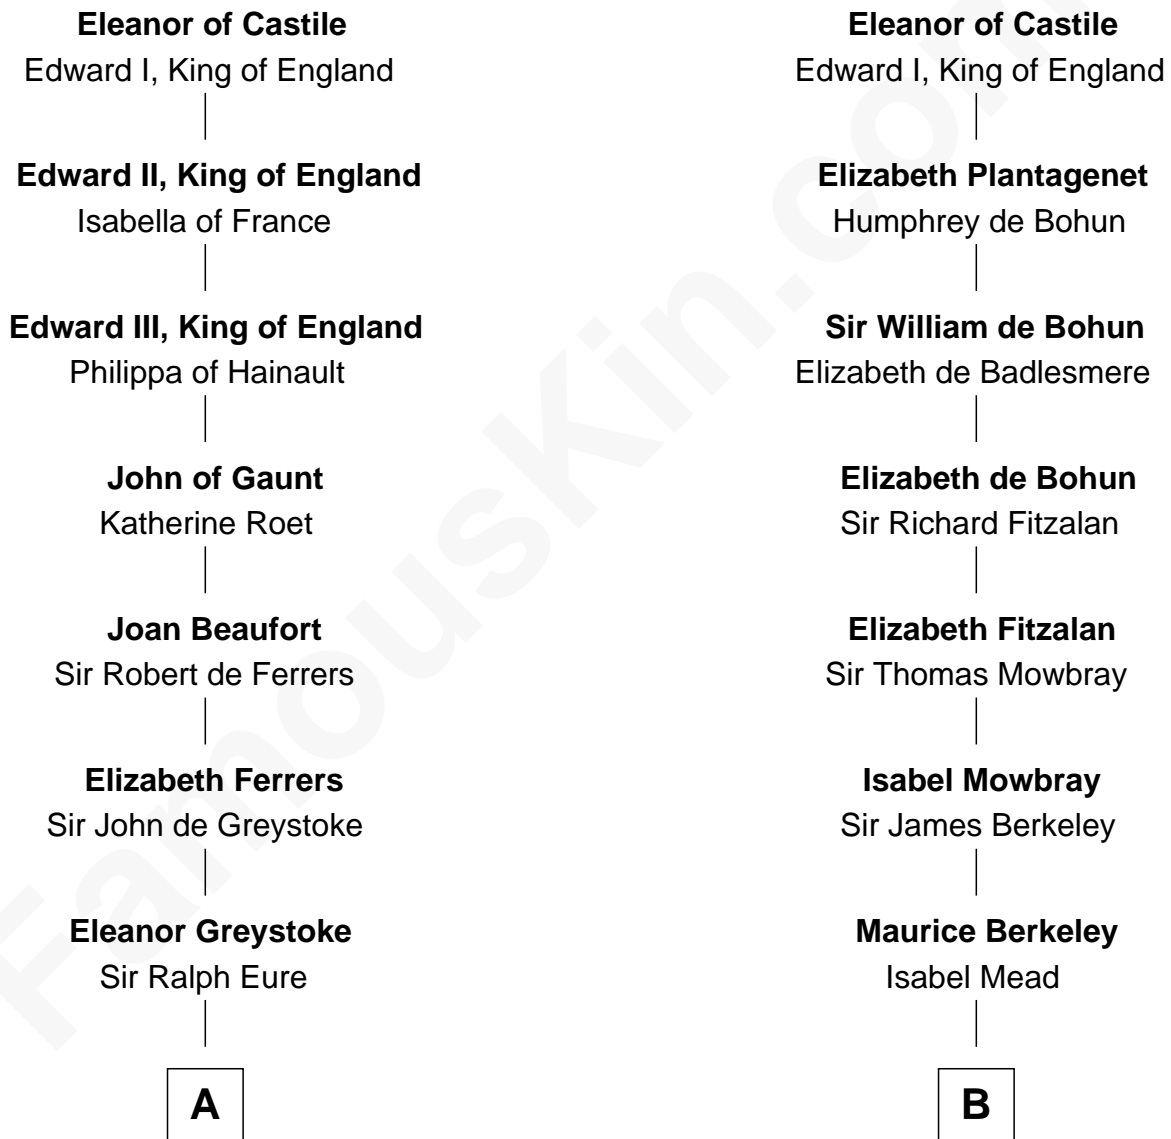 Eleanor of Castile
Edward I, King of England
Edward II, King of England
Isabella of France
Edward III, King of England
Philippa of Hainault
John of Gaunt
Katherine Roet
Joan Beaufort
Sir Robert de Ferrers
Elizabeth Ferrers
Sir John de Greystoke
Eleanor Greystoke
Sir Ralph Eure
A
Eleanor of Castile
Edward I, King of England
Elizabeth Plantagenet
Humphrey de Bohun
Sir William de Bohun
Elizabeth de Badlesmere
Elizabeth de Bohun
Sir Richard Fitzalan
Elizabeth Fitzalan
Sir Thomas Mowbray
Isabel Mowbray
Sir James Berkeley
Maurice Berkeley
Isabel Mead
B
FamousKin.com